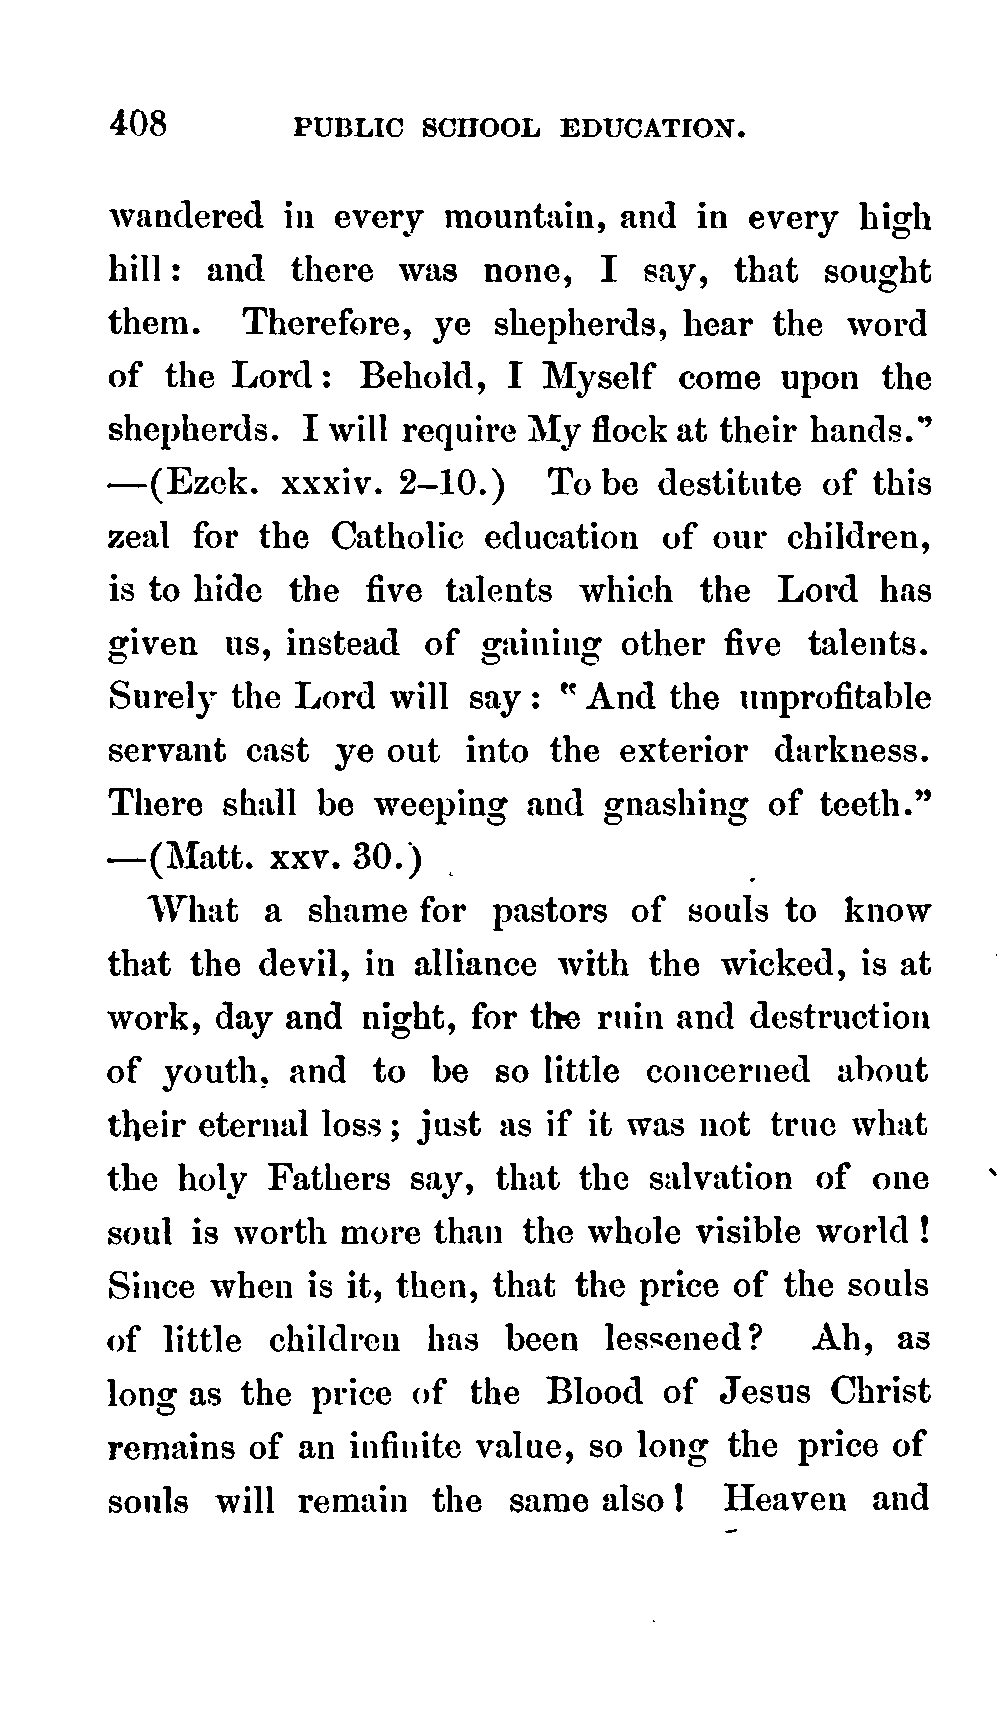 408 PUBLIC SCHOOL EDUCATION.
wandered in every mountain, and in every high
hill: and there was none, I say, that sought
them. Therefore, ye shepherds, hear the word
of the Lord: Behold, I Myself come upon the
shepherds. I will require My flock at their hands."
—(Ezek. xxxiv. 2–10.) To be destitute of this
zeal for the Catholic education of our children,
is to hide the five talents which the Lord has
given us, instead of gaining other five talents.
Surely the Lord will say: "And the unprofitable
servant cast ye out into the exterior darkness.
There shall be weeping and gnashing of teeth."
—(Matt. xxv. 30.)
What a shame for pastors of souls to know
that the devil, in alliance with the wicked, is at
work, day and night, for the ruin and destruction
of youth, and to be so little concerned about
their eternal loss; just as if it was not true what
the holy Fathers say, that the salvation of one
soul is worth more than the whole visible world!
Since when is it, then, that the price of the souls
of little children has been lessened? Ah, as
long as the price of the Blood of Jesus Christ
remains of an infinite value, so long the price of
souls will remain the same also! Heaven and